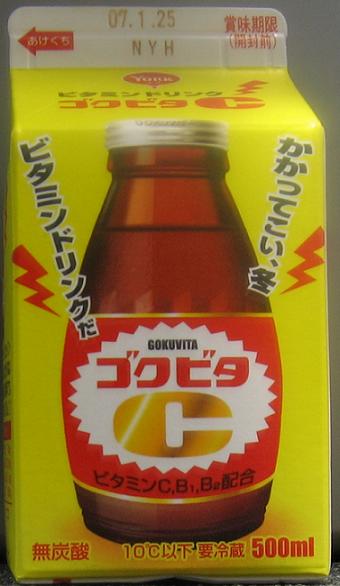 07.1.25
NYH
あけくち
賞味期限
(開封前)
York
ビタミンドリンク
ゴクビタC
かかってこい、冬
ビタミンドリンクだ
GOKUVITA
ゴクビタ
C
ビタミンC,B1,B2配合
無炭酸
10℃以下 要冷蔵 500ml